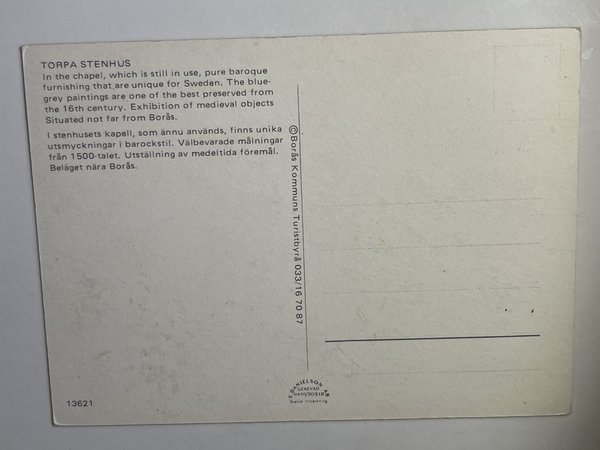 TORPA STENHUS
In the chapel, which is still in use, pure baroque
furnishing that are unique for Sweden. The blue-
grey paintings are one of the best preserved from
the 16th century. Exhibition of medieval objects
Situated not far from Borås.
I stenhusets kapell, som ännu används, finns unika
utsmyckningar i barockstil. Välbevarade målningar
från 1500-talet. Utställning av medeltida föremål.
Beläget nära Borås.
© Borås Kommuns Turistbyrå 033/16 70 87
E. DANIELSON AB
GENEVAD
13621